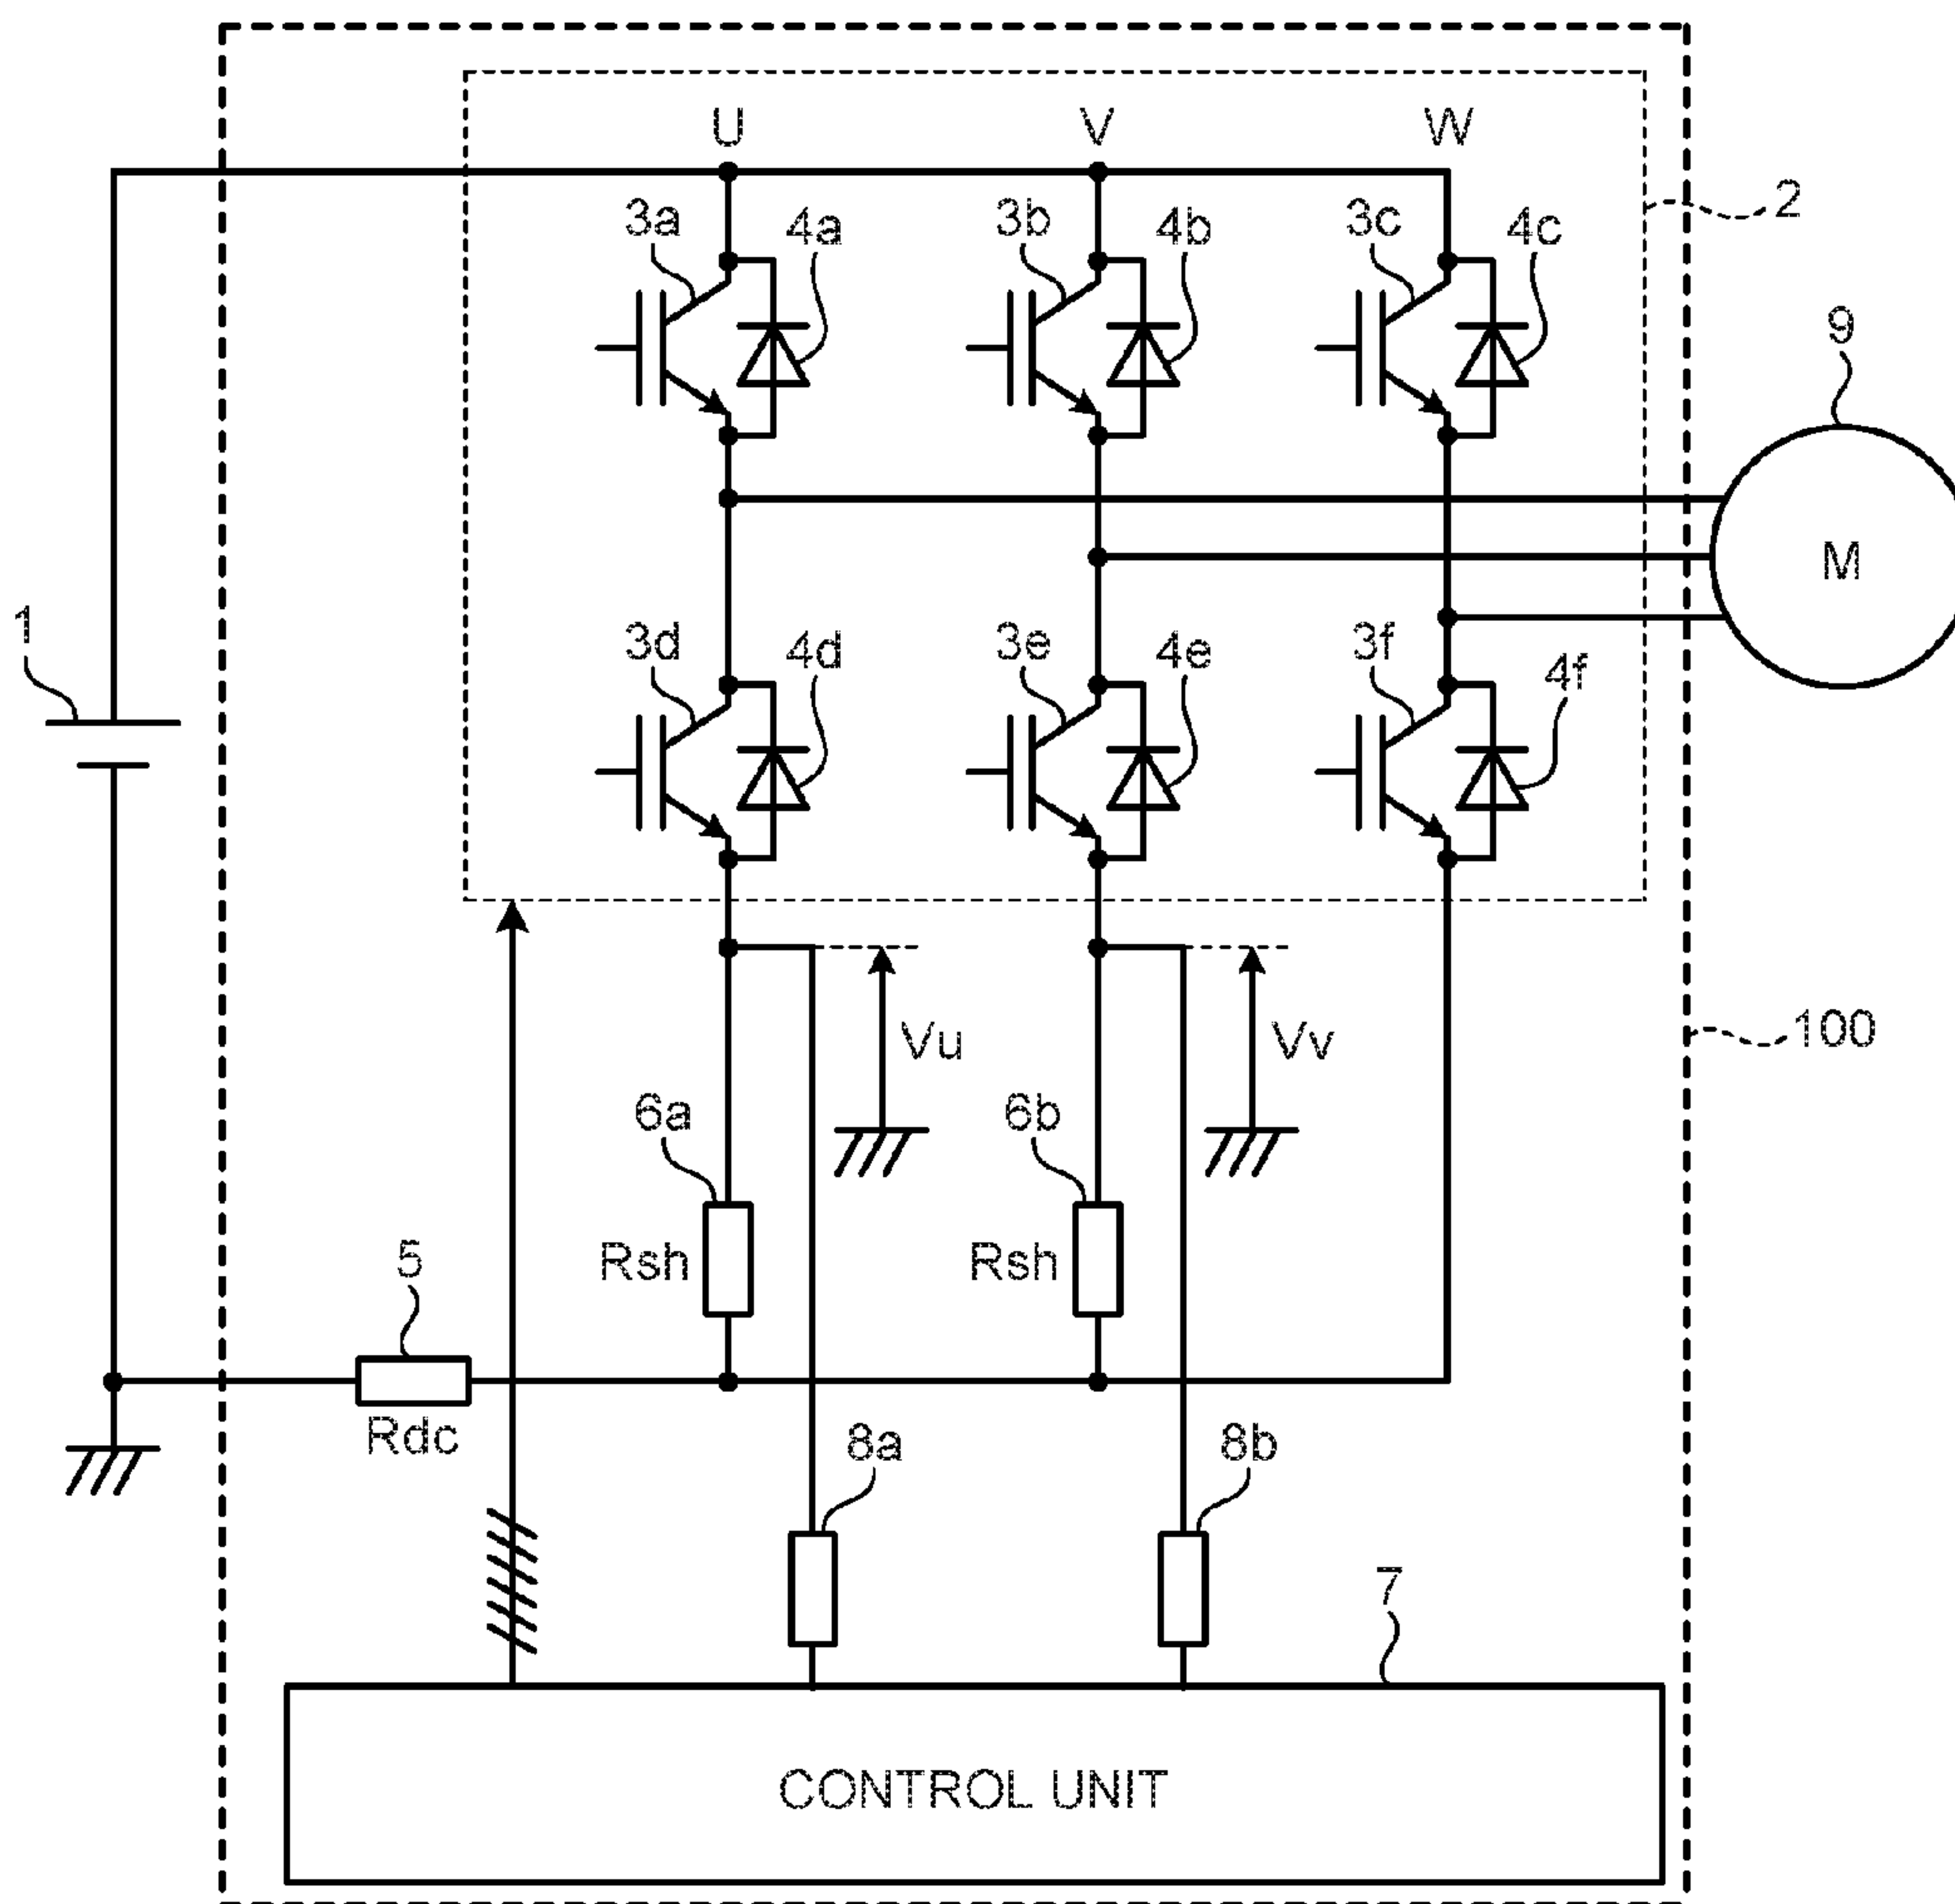 U V W
2
3a 4a 3b 4b 3c 4c
9
M
1
3d 4d 3e 4e 3f 4f
Vu Vv
100
6a 6b
Rsh Rsh
5
Rdc
8a 8b
7
CONTROL UNIT